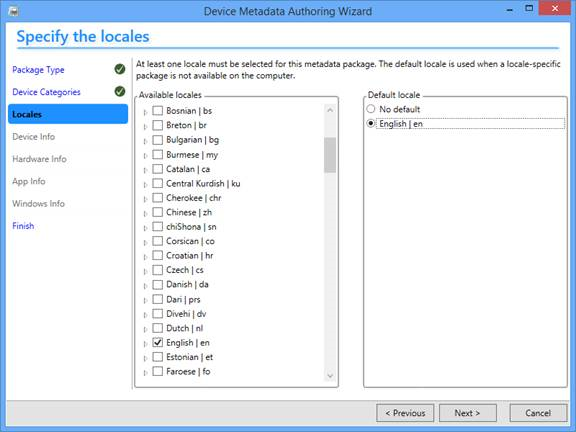 Device Metadata Authoring Wizard
Specify the locales
Package Type
Device Categories
Locales
Device Info
Hardware Info
App Info
Windows Info
Finish
At least one locale must be selected for this metadata package. The default locale is used when a locale-specific
package is not available on the computer.
Available locales
Bosnian | bs
Breton | br
Bulgarian | bg
Burmese | my
Catalan | ca
Central Kurdish | ku
Cherokee | chr
Chinese | zh
chiShona | sn
Corsican | co
Croatian | hr
Czech | cs
Danish | da
Dari | prs
Divehi | dv
Dutch | nl
English | en
Estonian | et
Faroese | fo
Default locale
No default
English | en
< Previous
Next >
Cancel